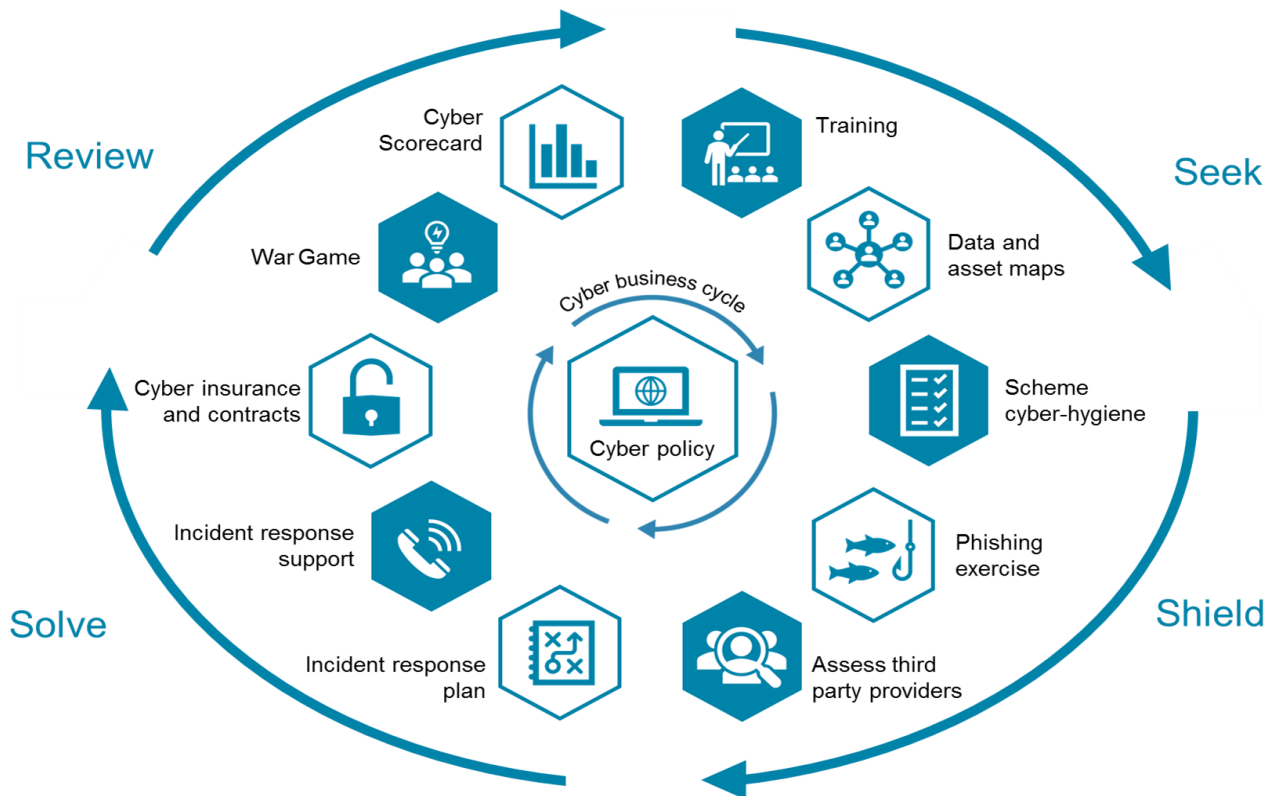 Review
Seek
Cyber
Scorecard
Training
War Game
Data and
asset maps
Cyber business cycle
Cyber policy
Cyber insurance
and contracts
Scheme
cyber-hygiene
Incident response
support
Phishing
exercise
Solve
Shield
Incident response
plan
Assess third
party providers